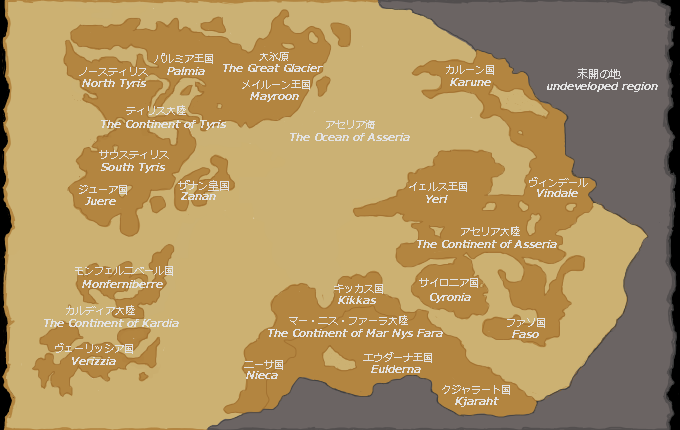 大氷原
The Great Glacier
パルミア王国
Palmia
ノースティリス
North Tyris
カルーン国
Karune
未開の地
undeveloped region
メイルーン王国
Mayroon
ティリス大陸
The Continent of Tyris
アセリア海
The Ocean of Asseria
サウスティリス
South Tyris
ジューア国
Juere
ザナン皇国
Zanan
イェルス王国
Yerl
ヴィンデール
Vindale
アセリア大陸
The Continent of Asseria
モンフェルニベール国
Monferniberre
キッカス国
Kikkas
サイロニア国
Cyronia
カルディア大陸
The Continent of Kardia
マー・ニス・ファーラ大陸
The Continent of Mar Nys Fara
ファソ国
Faso
ヴェーリッシア国
Verizzia
ニーサ国
Nieca
エウダーナ王国
Eulderna
クジャラート国
Kjaraht